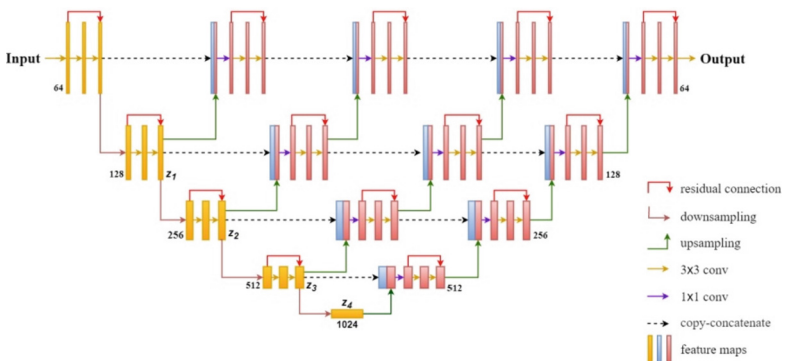 Input
Output
64
64
128
z1
128
256
z2
256
512
z3
512
z4
1024
residual connection
downsampling
upsampling
3x3 conv
1x1 conv
copy-concatenate
feature maps